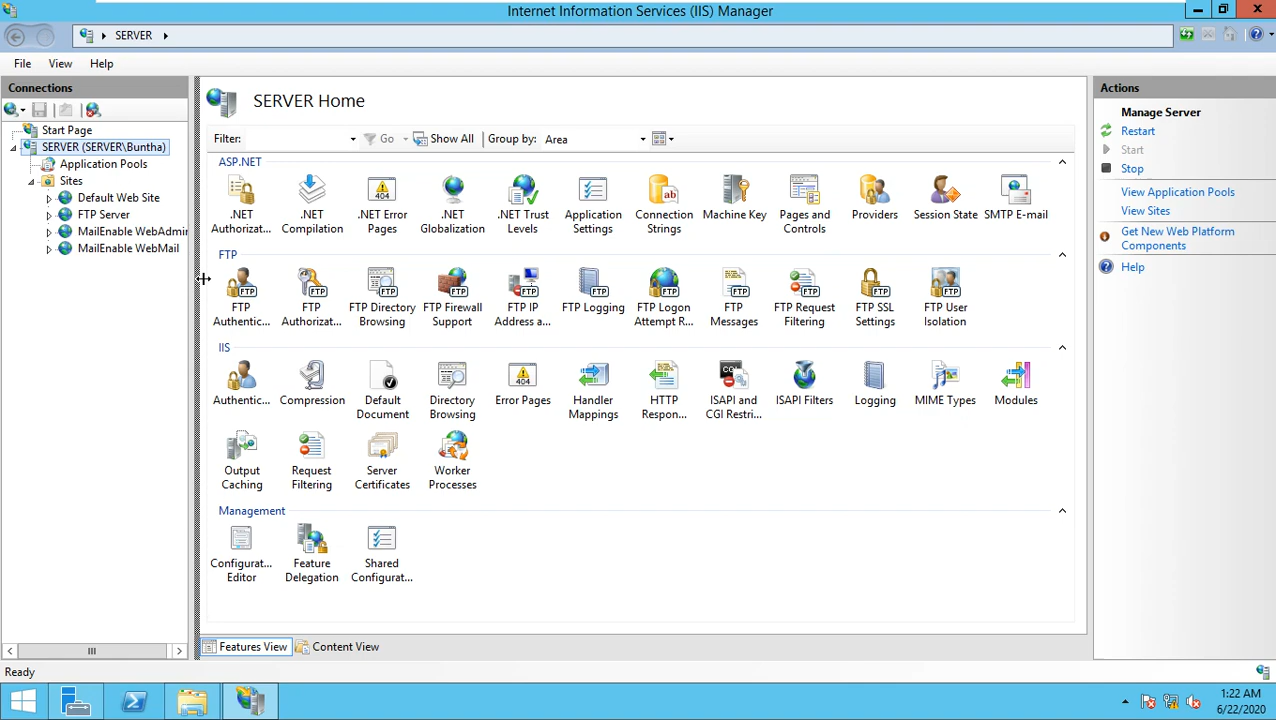 Internet Information Services (IIS) Manager
SERVER
File View Help
Connections
Start Page
SERVER (SERVER\Buntha)
Application Pools
Sites
Default Web Site
FTP Server
MailEnable WebAdmin
MailEnable WebMail
SERVER Home
Filter: Go Show All Group by: Area
ASP.NET
.NET Authorizat...
.NET Compilation
.NET Error Pages
.NET Globalization
.NET Trust Levels
Application Settings
Connection Strings
Machine Key
Pages and Controls
Providers
Session State
SMTP E-mail
FTP
FTP Authentic...
FTP Authorizat...
FTP Directory Browsing
FTP Firewall Support
FTP IP Address a...
FTP Logging
FTP Logon Attempt R...
FTP Messages
FTP Request Filtering
FTP SSL Settings
FTP User Isolation
IIS
Authentic...
Compression
Default Document
Directory Browsing
Error Pages
Handler Mappings
HTTP Respon...
ISAPI and CGI Restri...
ISAPI Filters
Logging
MIME Types
Modules
Output Caching
Request Filtering
Server Certificates
Worker Processes
Management
Configurat... Editor
Feature Delegation
Shared Configurat...
Features View Content View
Actions
Manage Server
Restart
Start
Stop
View Application Pools
View Sites
Get New Web Platform
Components
Help
Ready
1:22 AM
6/22/2020